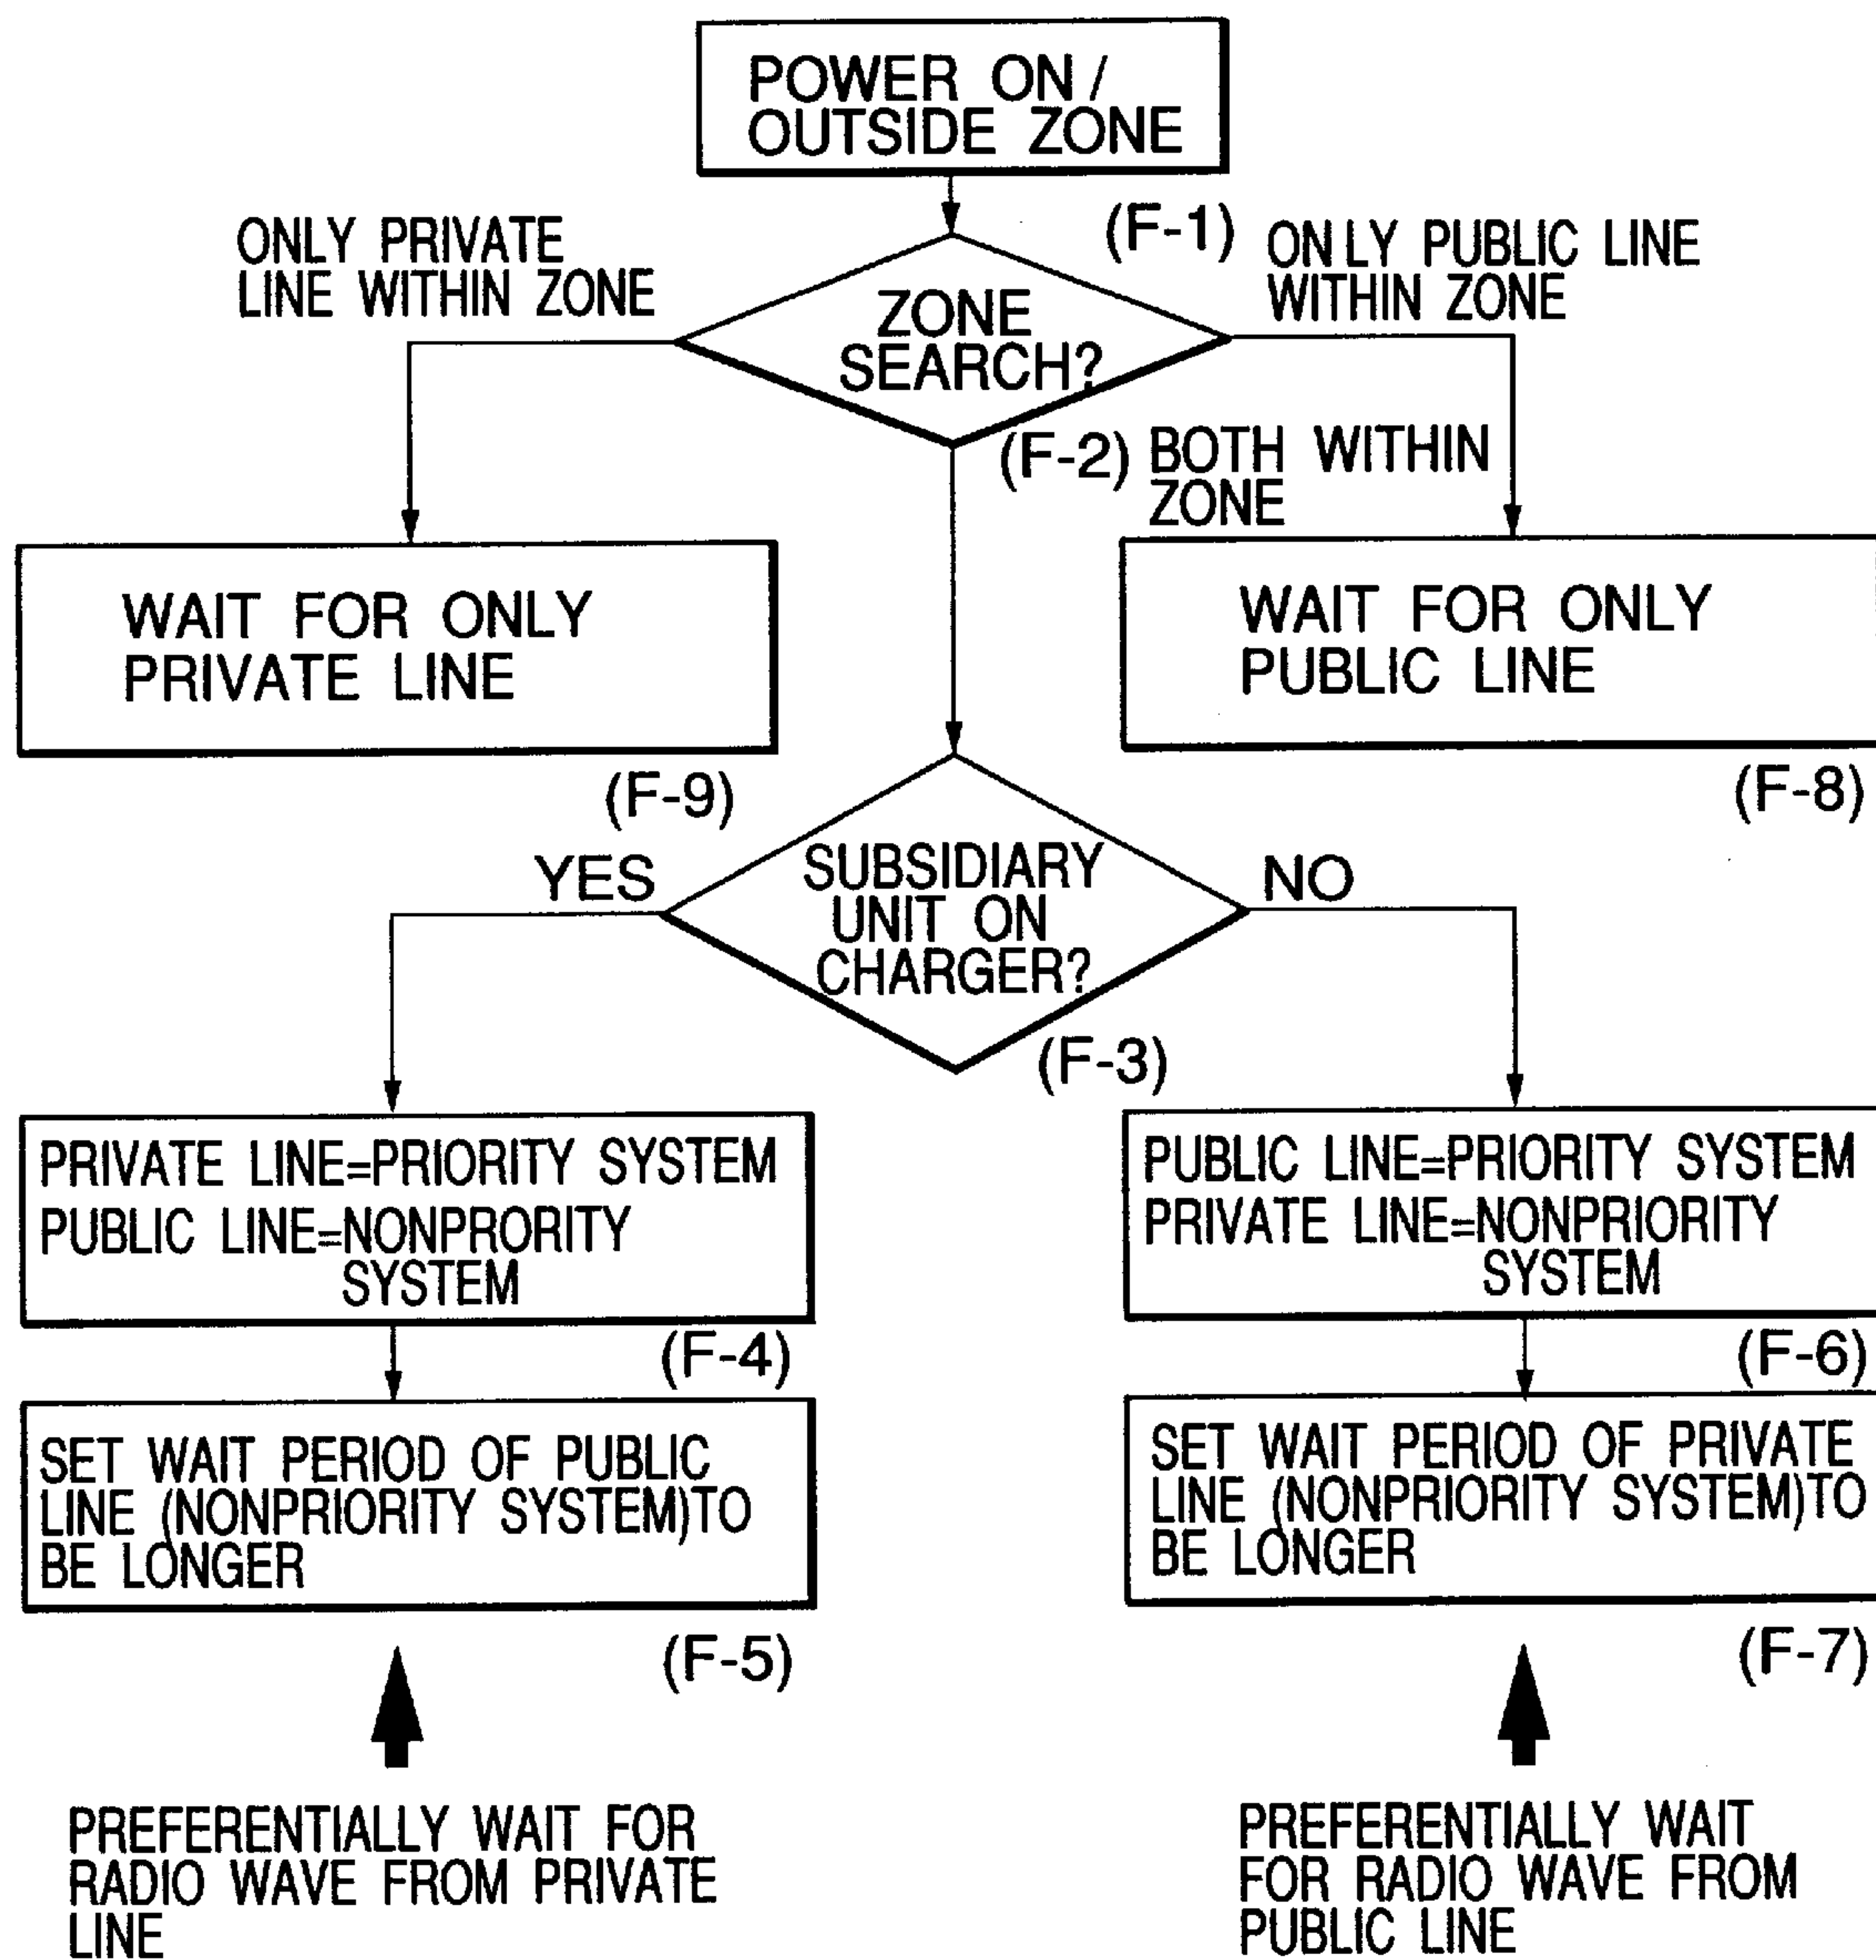 POWER ON /
OUTSIDE ZONE
(F-1)
ONLY PRIVATE
LINE WITHIN ZONE
ONLY PUBLIC LINE
WITHIN ZONE
ZONE
SEARCH?
(F-2)
BOTH WITHIN
ZONE
WAIT FOR ONLY
PRIVATE LINE
(F-9)
WAIT FOR ONLY
PUBLIC LINE
(F-8)
YES
SUBSIDIARY
UNIT ON
CHARGER?
NO
(F-3)
PRIVATE LINE=PRIORITY SYSTEM
PUBLIC LINE=NONPRORITY
SYSTEM
(F-4)
PUBLIC LINE=PRIORITY SYSTEM
PRIVATE LINE=NONPRIORITY
SYSTEM
(F-6)
SET WAIT PERIOD OF PUBLIC
LINE (NONPRIORITY SYSTEM)TO
BE LONGER
(F-5)
SET WAIT PERIOD OF PRIVATE
LINE (NONPRIORITY SYSTEM)TO
BE LONGER
(F-7)
PREFERENTIALLY WAIT FOR
RADIO WAVE FROM PRIVATE
LINE
PREFERENTIALLY WAIT
FOR RADIO WAVE FROM
PUBLIC LINE